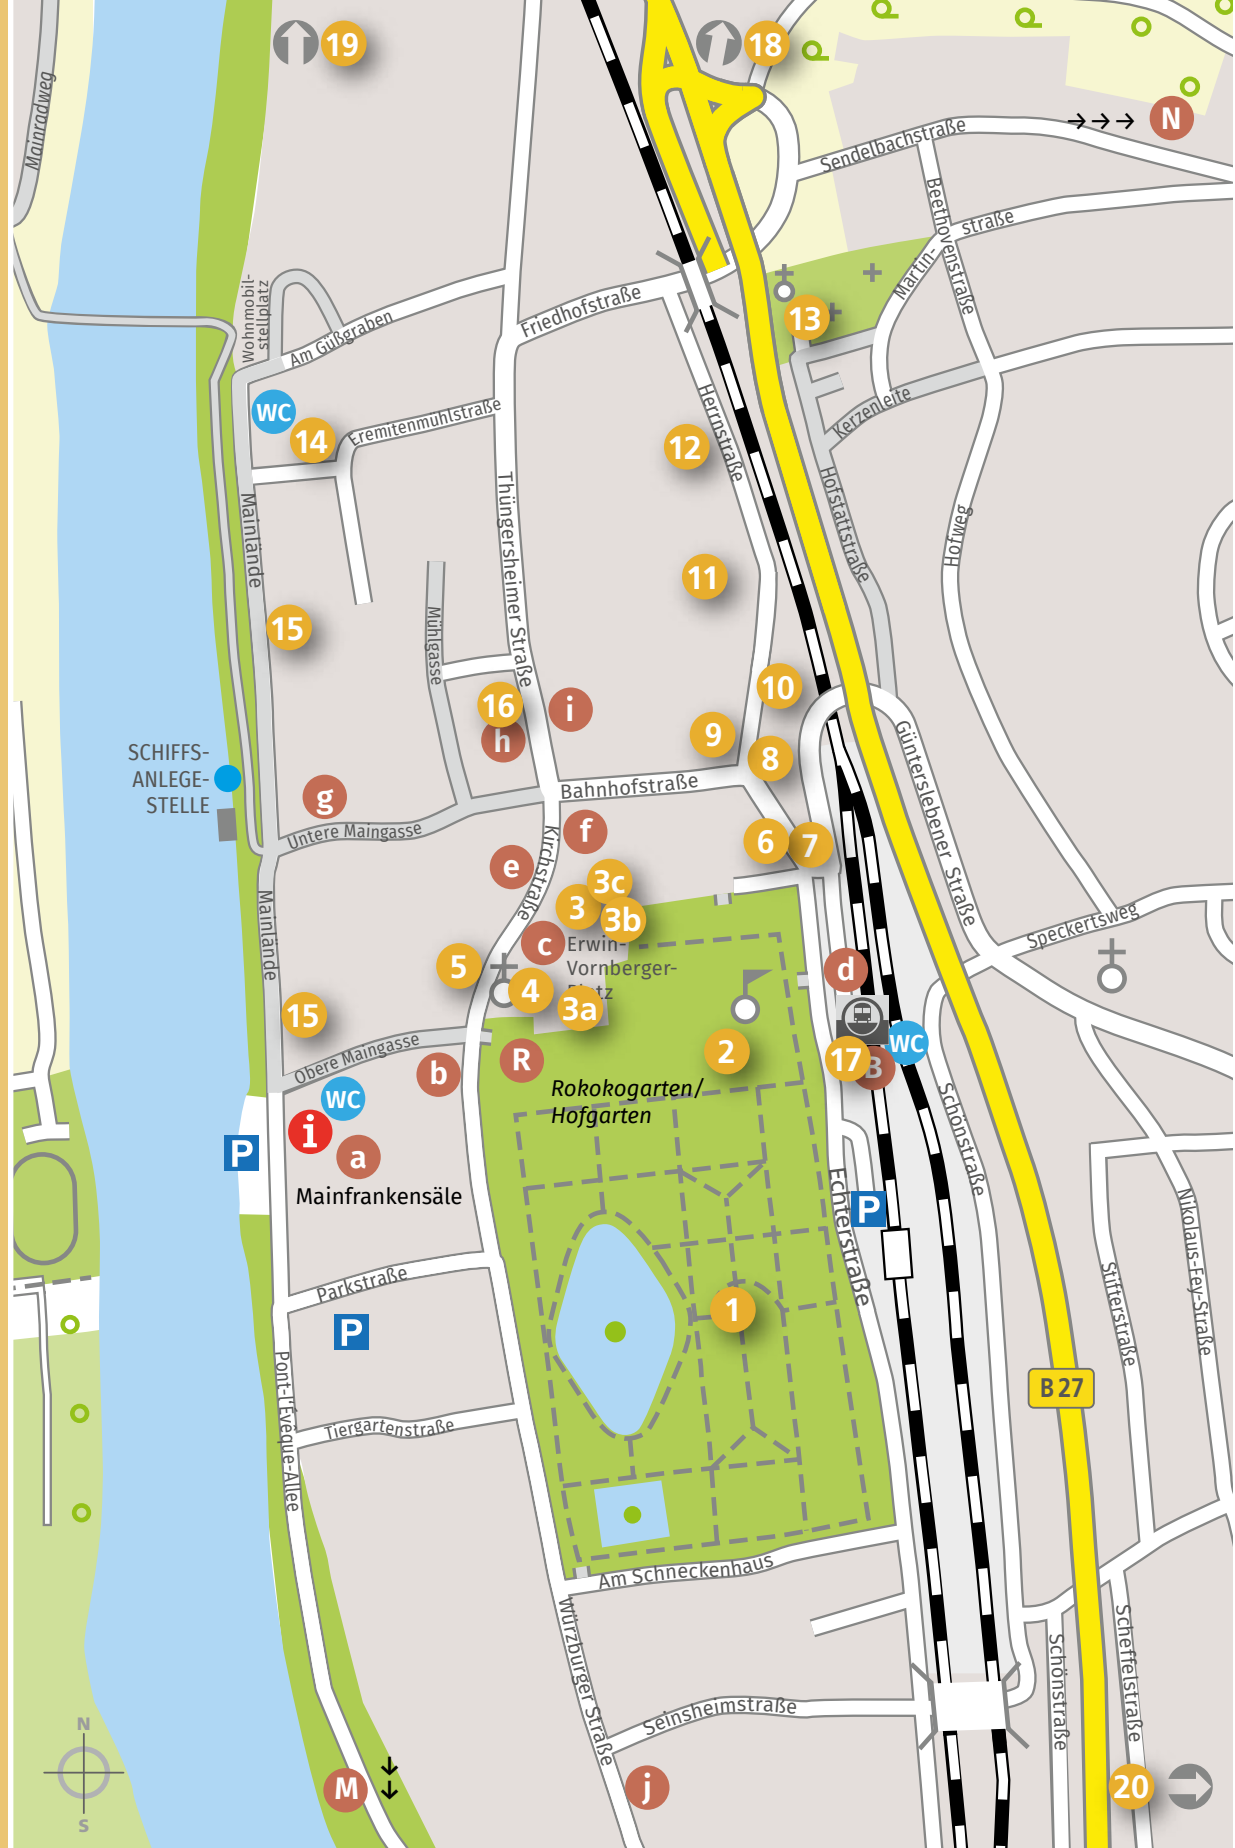 19
18
N
Mainradweg
Sendelbachstraße
Beethovenstraße
Martin-
straße
Wohnmobil-
stellplatz
Am Güßgraben
Friedhofstraße
13
WC
14
Eremitenmühlstraße
Herrnstraße
12
Kerzenleite
Mainlände
Thüngersheimer Straße
Hofstattstraße
Hofweg
11
15
Mühlgasse
16
h
i
10
9
8
SCHIFFS-
ANLEGE-
STELLE
g
Bahnhofstraße
Günterslebener Straße
Untere Maingasse
Kirchstraße
f
6
7
e
3c
3
3b
Mainlände
Speckertsweg
c
Erwin-
Vornberger-
Platz
5
4
3a
d
15
2
17
B
WC
Obere Maingasse
b
R
Rokokogarten/
Hofgarten
WC
i
a
P
Mainfrankensäle
Schönstraße
Echterstraße
P
Nikolaus-Fey-Straße
Stifterstraße
Parkstraße
1
P
B 27
Pont-l'Évêque-Allee
Tiergartenstraße
Am Schneckenhaus
Würzburger Straße
Schönstraße
Scheffelstraße
Seinsheimstraße
N
S
M
j
20